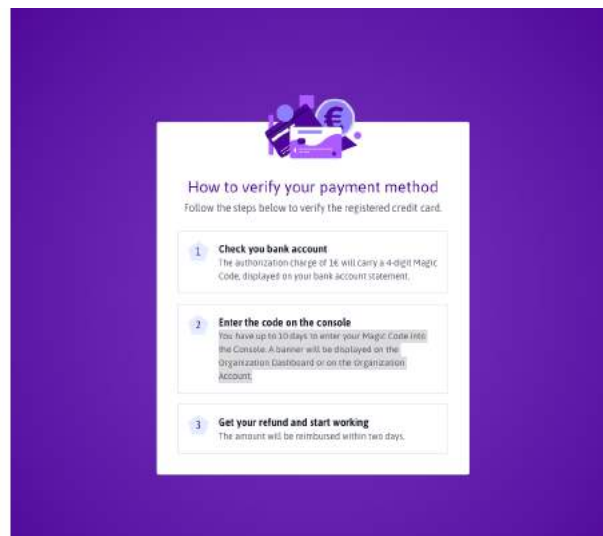 How to verify your payment method
Follow the steps below to verify the registered credit card.
1
Check you bank account
The authorization charge of 1€ will carry a 4-digit Magic
Code, displayed on your bank account statement.
2
Enter the code on the console
You have up to 10 days to enter your Magic Code into
the Console. A banner will be displayed on the
Organization Dashboard or on the Organization
Account.
3
Get your refund and start working
The amount will be reimbursed within two days.